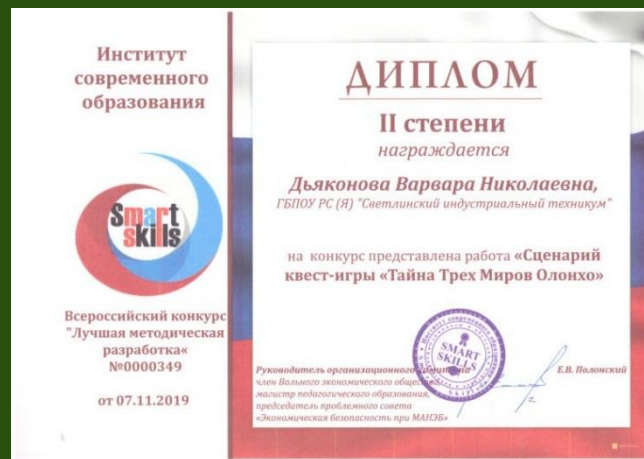 Институт
современного
образования
Smart
skills
Всероссийский конкурс
"Лучшая методическая
разработка«
№0000349
от 07.11.2019
ДИПЛОМ
II степени
награждается
Дьяконова Варвара Николаевна,
ГБПОУ РС (Я) "Светлинский индустриальный техникум"
на конкурс представлена работа «Сценарий
квест-игры «Тайна Трех Миров Олонхо»
SMART
SKILLS
Руководитель организационного комитета
член Вольного экономического общества,
магистр педагогического образования,
председатель проблемного совета
«Экономическая безопасность при МАНЭБ»
Е.В. Полонский